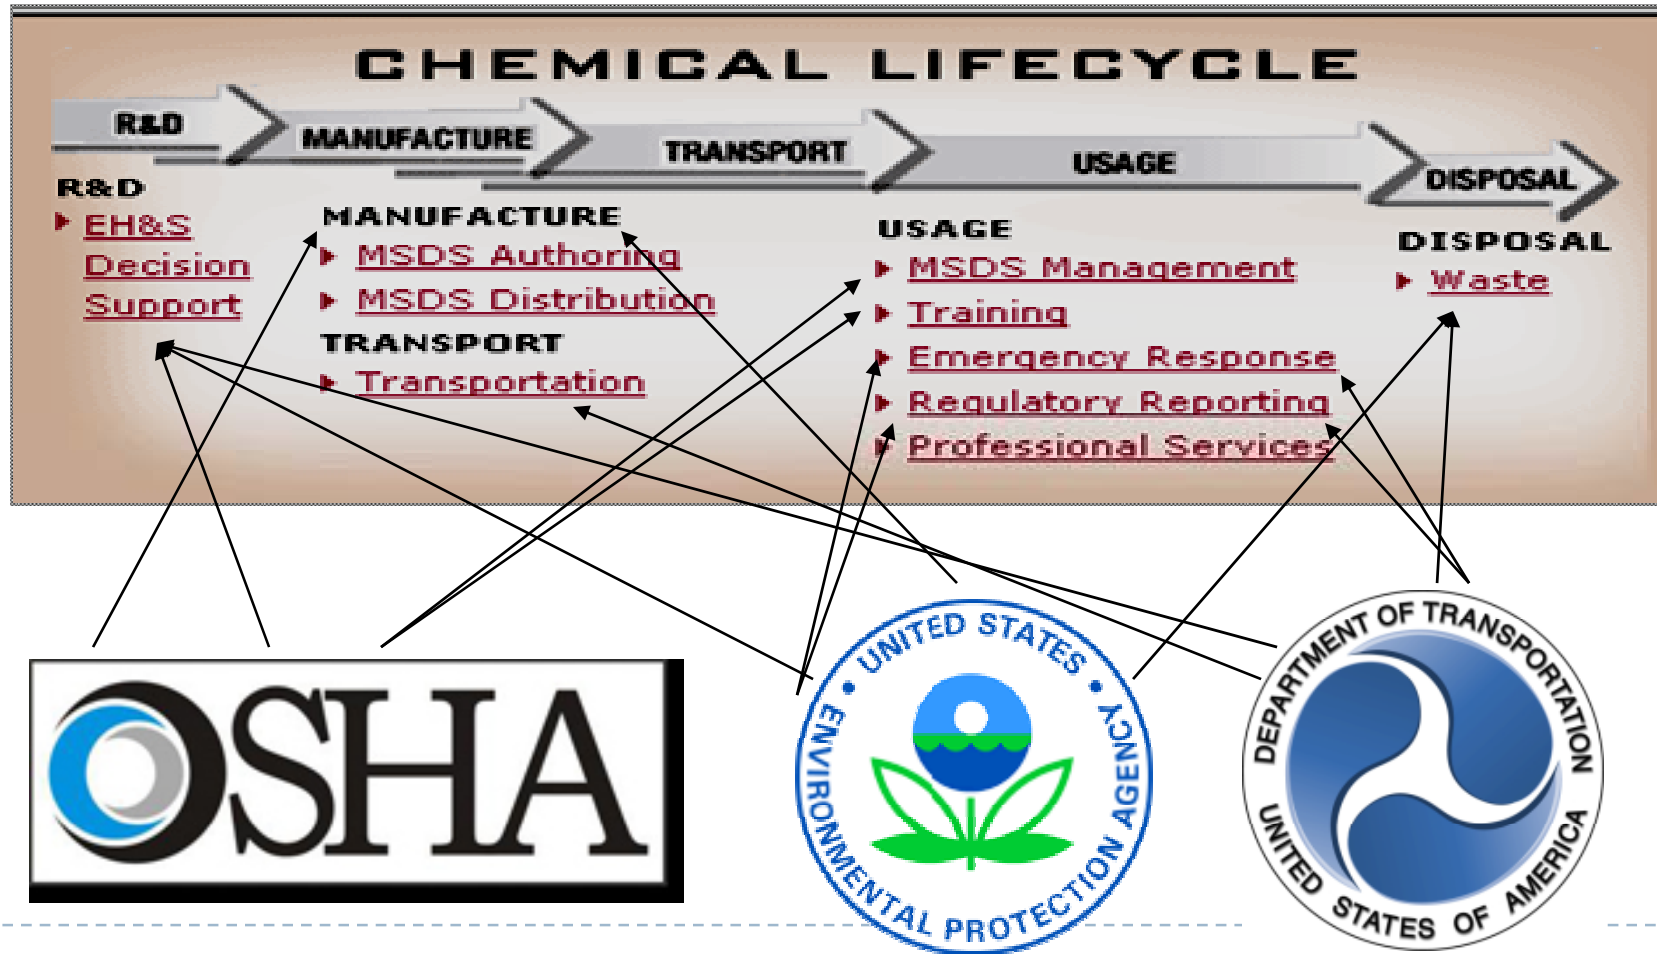 CHEMICAL LIFECYCLE
R&D
MANUFACTURE
TRANSPORT
USAGE
DISPOSAL
R&D
EH&S
Decision
Support
MANUFACTURE
MSDS Authoring
MSDS Distribution
TRANSPORT
Transportation
USAGE
MSDS Management
Training
Emergency Response
Regulatory Reporting
Professional Services
DISPOSAL
Waste
OSHA
UNITED STATES
ENVIRONMENTAL PROTECTION AGENCY
DEPARTMENT OF TRANSPORTATION
UNITED STATES OF AMERICA